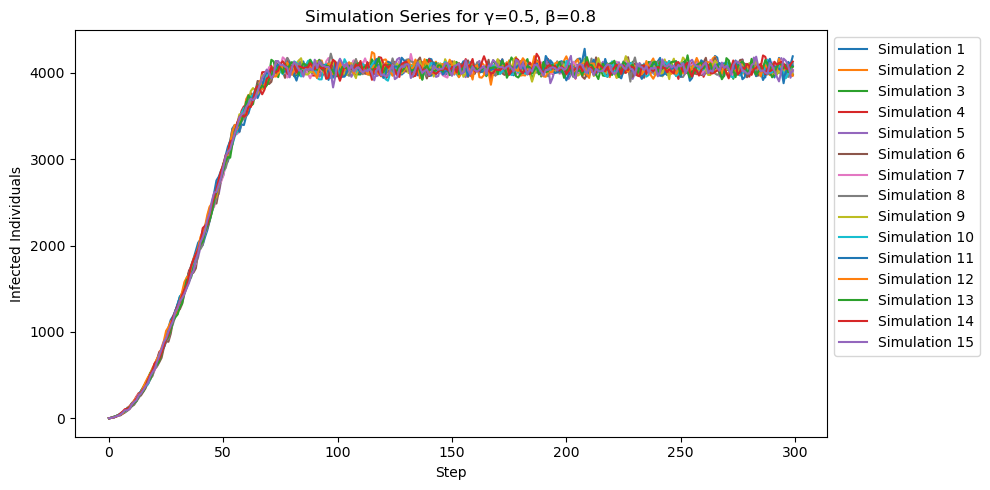 Simulation Series for γ=0.5, β=0.8
Infected Individuals
4000
3000
2000
1000
0
0 50 100 150 200 250 300
Step
Simulation 1
Simulation 2
Simulation 3
Simulation 4
Simulation 5
Simulation 6
Simulation 7
Simulation 8
Simulation 9
Simulation 10
Simulation 11
Simulation 12
Simulation 13
Simulation 14
Simulation 15